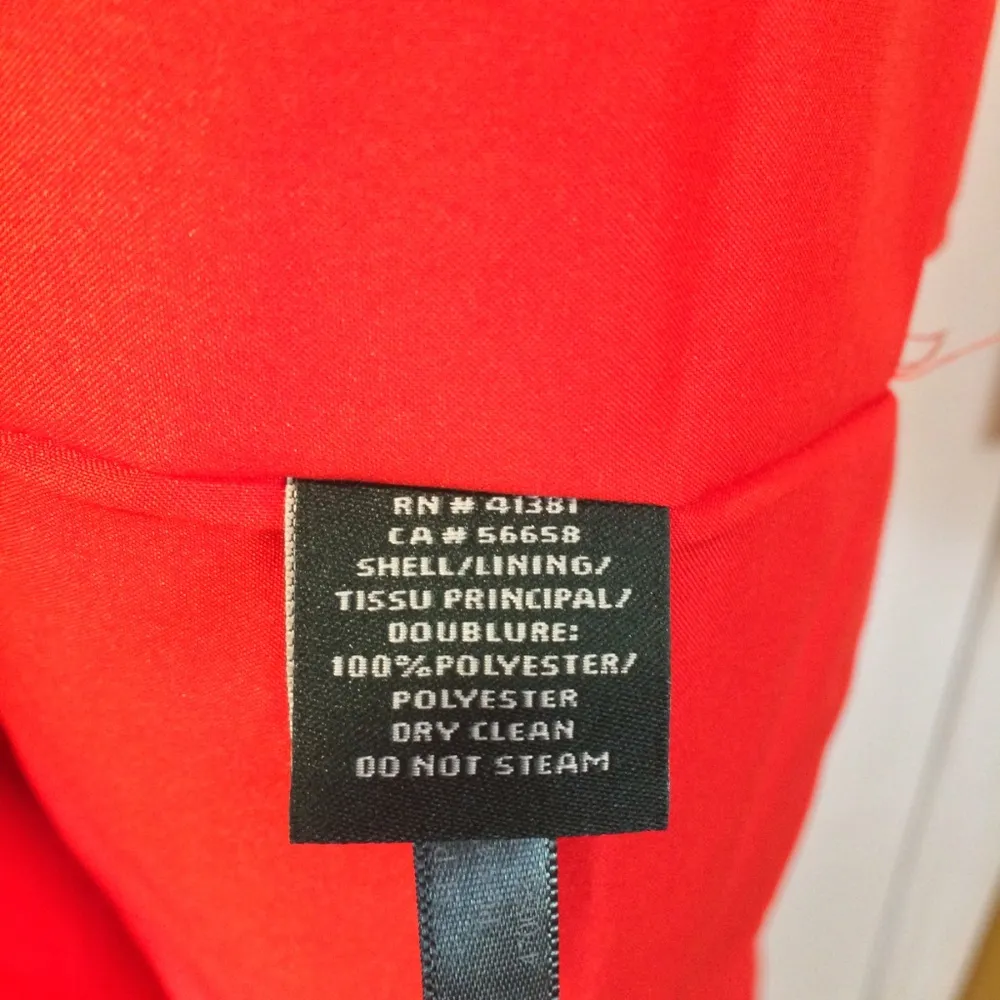 RN # 41381
CA # 56658
SHELL/LINING/
TISSU PRINCIPAL/
DOUBLURE:
100%POLYESTER/
POLYESTER
DRY CLEAN
DO NOT STEAM